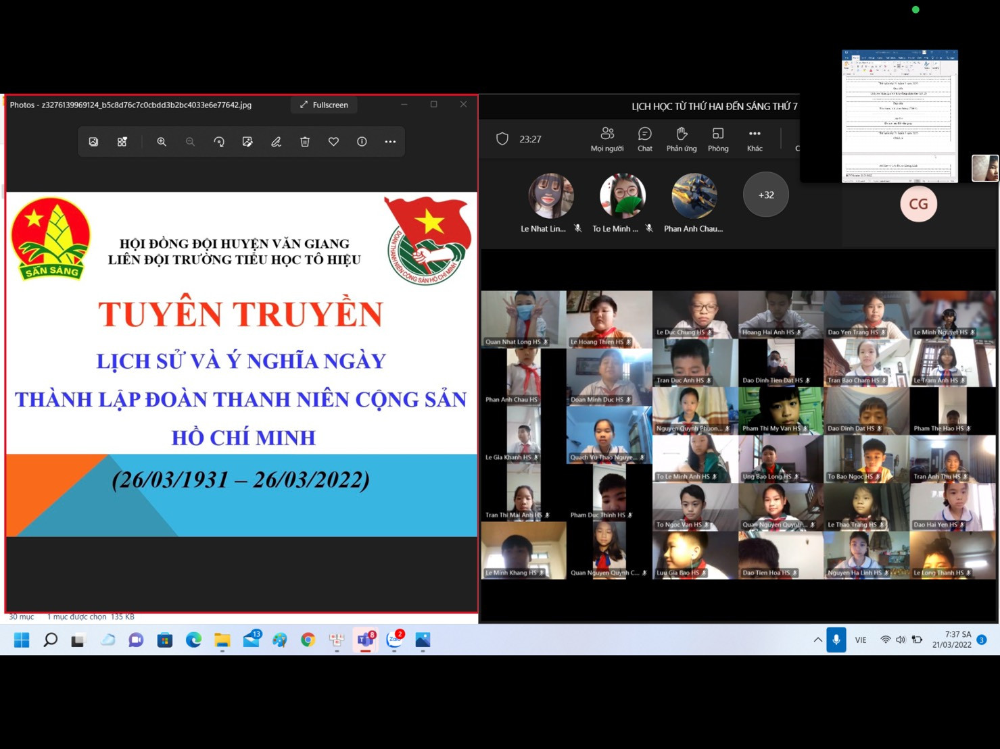 Photos - z3276139969124_b5c8d76c7c0cbdd3b2bc4033e6e77642.jpg
Fullscreen
SẴN SÀNG
HỘI ĐỒNG ĐỘI HUYỆN VĂN GIANG
LIÊN ĐỘI TRƯỜNG TIỂU HỌC TÔ HIỆU
ĐOÀN THANH NIÊN CỘNG SẢN HỒ CHÍ MINH
TUYÊN TRUYỀN
LỊCH SỬ VÀ Ý NGHĨA NGÀY
THÀNH LẬP ĐOÀN THANH NIÊN CỘNG SẢN
HỒ CHÍ MINH
(26/03/1931 – 26/03/2022)
30 mục 1 mục được chọn 135 KB
LỊCH HỌC TỪ THỨ HAI ĐẾN SÁNG THỨ 7
23:27
Mọi người Chat Phản ứng Phòng Khác C
Le Nhat Lin... To Le Minh ... Phan Anh Chau... +32
CG
Quan Nhat Long HS Le Hoang Thien HS Le Duc Chung HS Hoang Hai Anh HS Dao Yen Trang HS Le Minh Nguyet HS
Phan Anh Chau HS Doan Minh Duc HS Tran Duc Anh HS Dao Dinh Tien Dat HS Tran Bao Cham HS Le Tram Anh HS
Le Gia Khanh HS Quach Vu Thao Nguye... Nguyen Quynh Phuon... Pham Thi My Van HS Dao Dinh Dat HS Pham The Hao HS
To Le Minh Anh HS Ung Bao Long HS To Bao Ngoc HS Tran Anh Thu HS
Tran Thi Mai Anh HS Pham Duc Thinh HS To Ngoc Van HS Quan Nguyen Quynh ... Le Thao Trang HS Dao Hai Yen HS
Le Minh Khang HS Quan Nguyen Quynh C... Luu Gia Bao HS Dao Tien Hoa HS Nguyen Ha Linh HS Le Long Thanh HS
13
8
Zalo
2
VIE
7:37 SA
21/03/2022
3